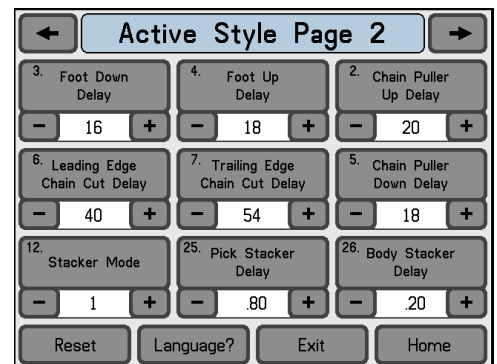 Active Style Page 2
3. Foot Down
Delay
4. Foot Up
Delay
2. Chain Puller
Up Delay
− 16 +
− 18 +
− 20 +
6. Leading Edge
Chain Cut Delay
7. Trailing Edge
Chain Cut Delay
5. Chain Puller
Down Delay
− 40 +
− 54 +
− 18 +
12. Stacker Mode
25. Pick Stacker
Delay
26. Body Stacker
Delay
− 1 +
− .80 +
− .20 +
Reset
Language?
Exit
Home